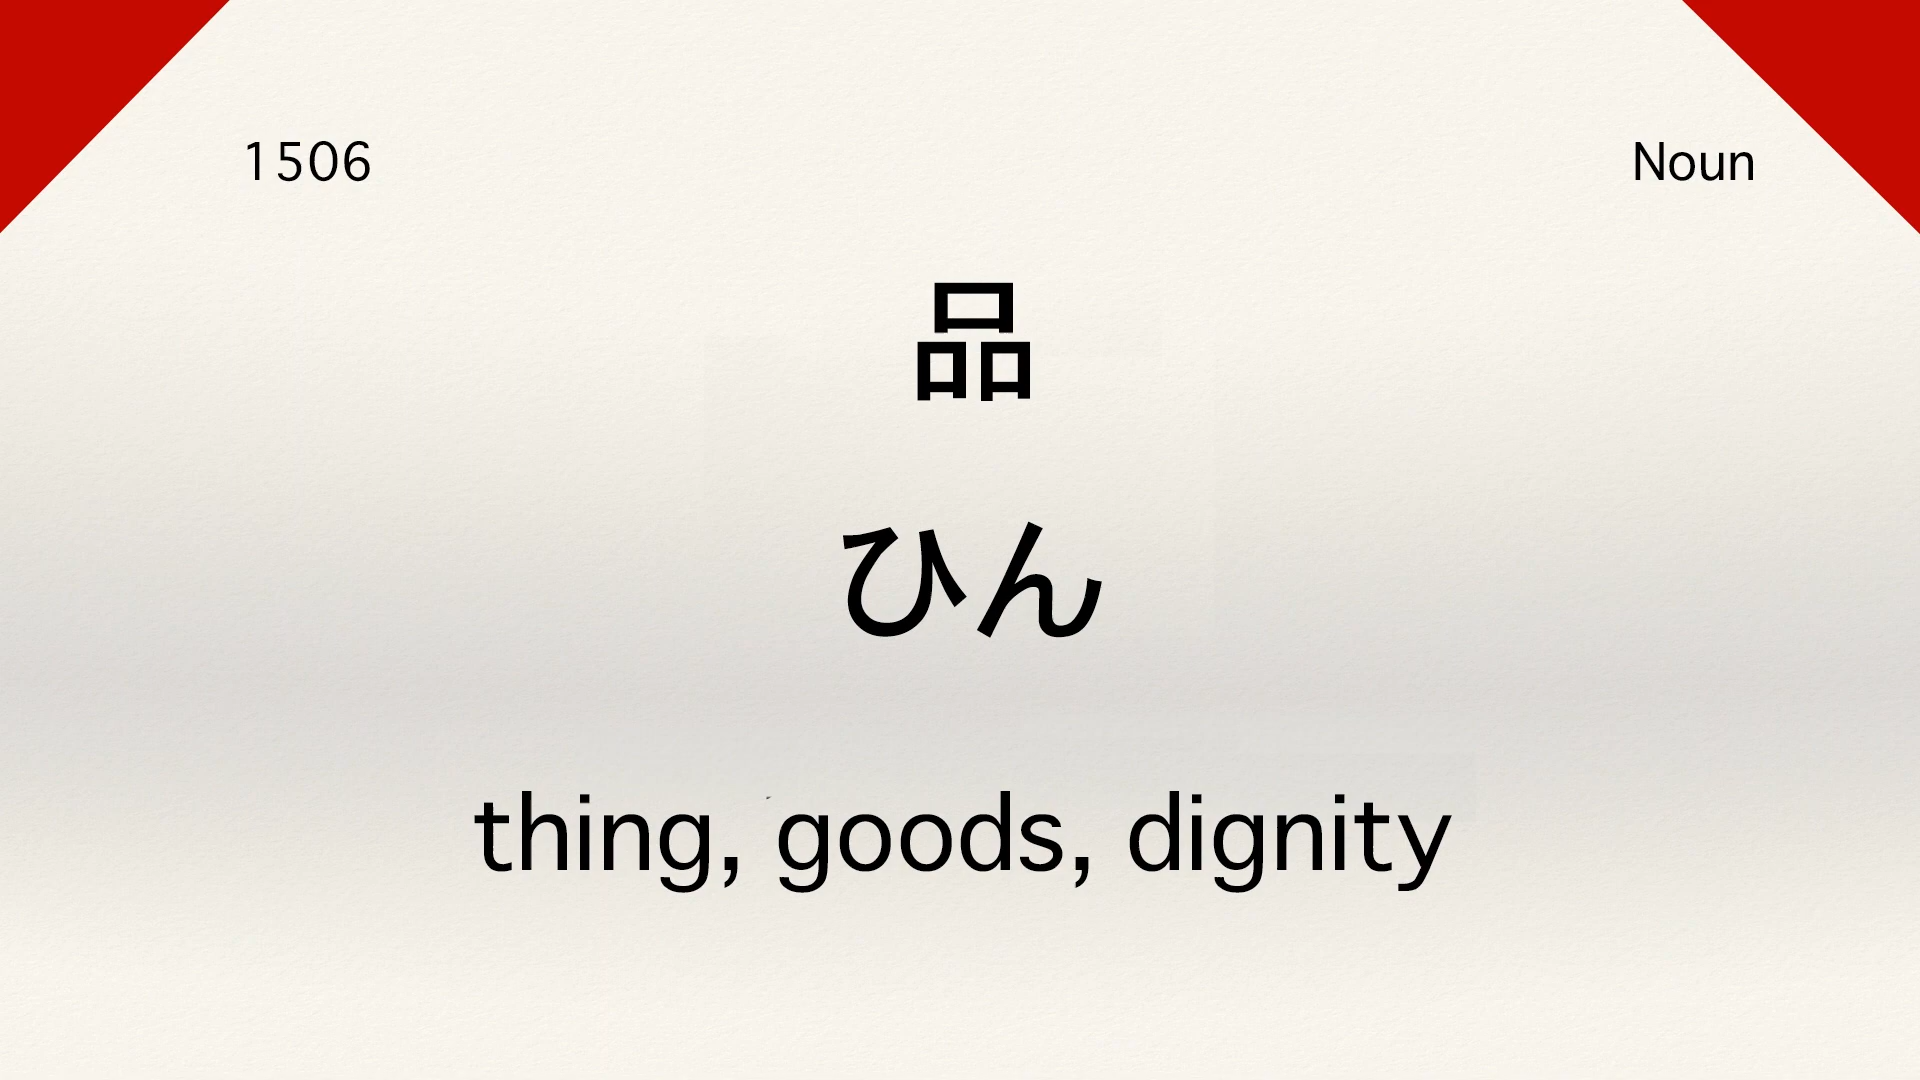 1506
Noun
品
ひん
thing, goods, dignity